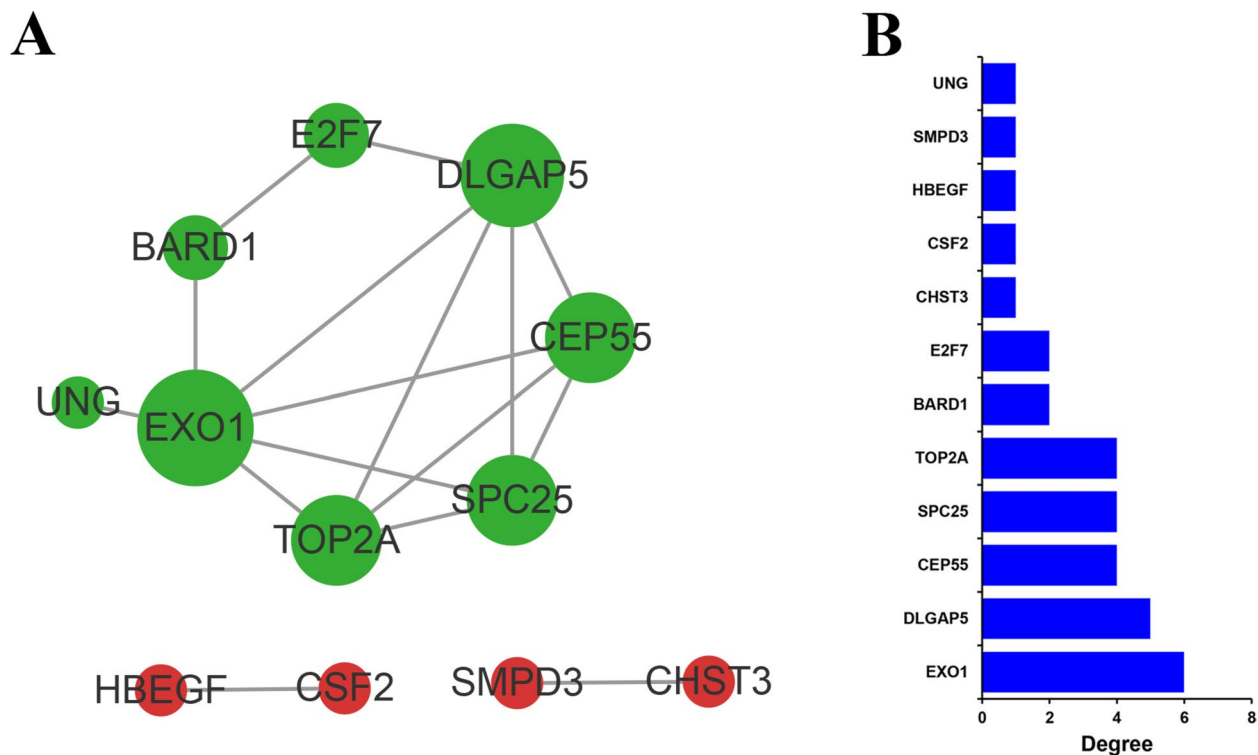 A
E2F7
DLGAP5
BARD1
CEP55
UNG
EXO1
SPC25
TOP2A
HBEGF
CSF2
SMPD3
CHST3
B
UNG
SMPD3
HBEGF
CSF2
CHST3
E2F7
BARD1
TOP2A
SPC25
CEP55
DLGAP5
EXO1
0 2 4 6 8
Degree